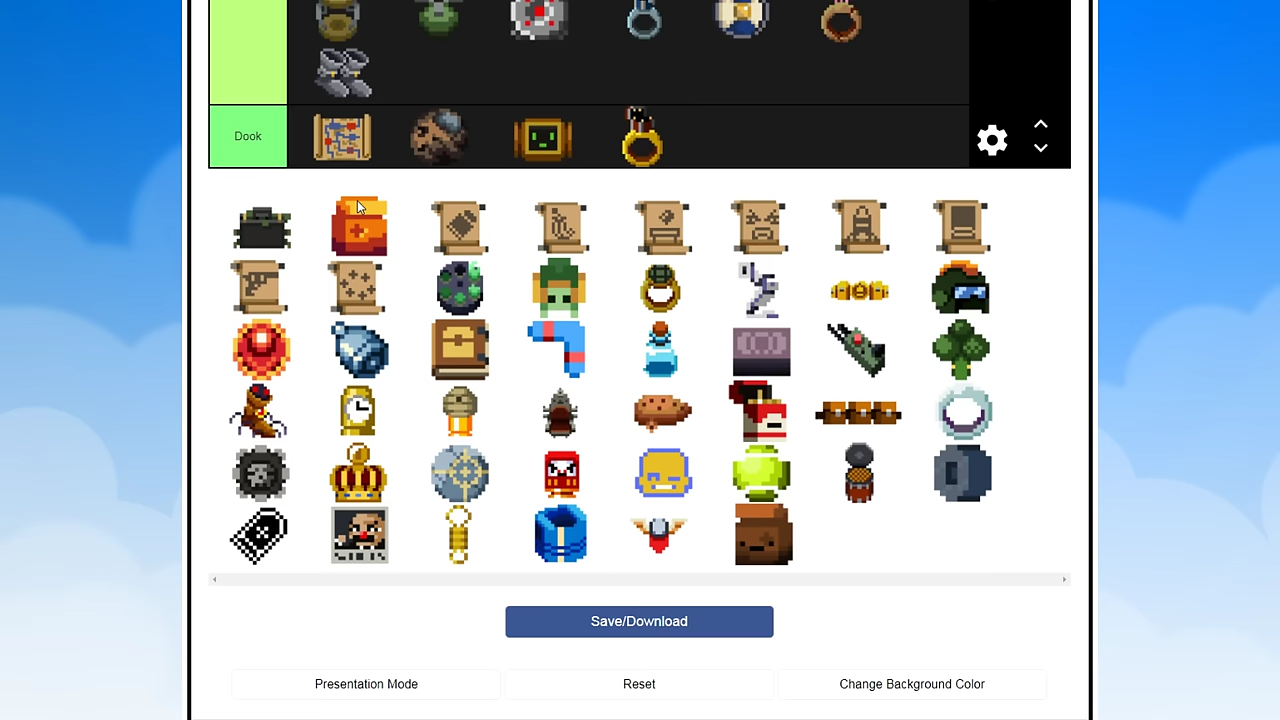 Dook
Save/Download
Presentation Mode
Reset
Change Background Color